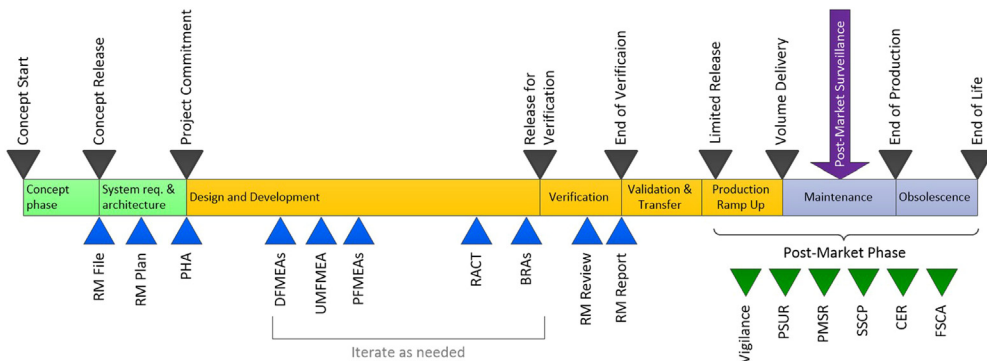 Concept Start
Concept Release
Project Commitment
Release for
Verification
End of Verificaion
Limited Release
Volume Delivery
Post-Market Surveillance
End of Production
End of Life
Concept
phase
System req. &
architecture
Design and Development
Verification
Validation &
Transfer
Production
Ramp Up
Maintenance
Obsolescence
RM File
RM Plan
PHA
DFMEAs
UMFMEA
PFMEAs
RACT
BRAs
RM Review
RM Report
Iterate as needed
Post-Market Phase
Vigilance
PSUR
PMSR
SSCP
CER
FSCA